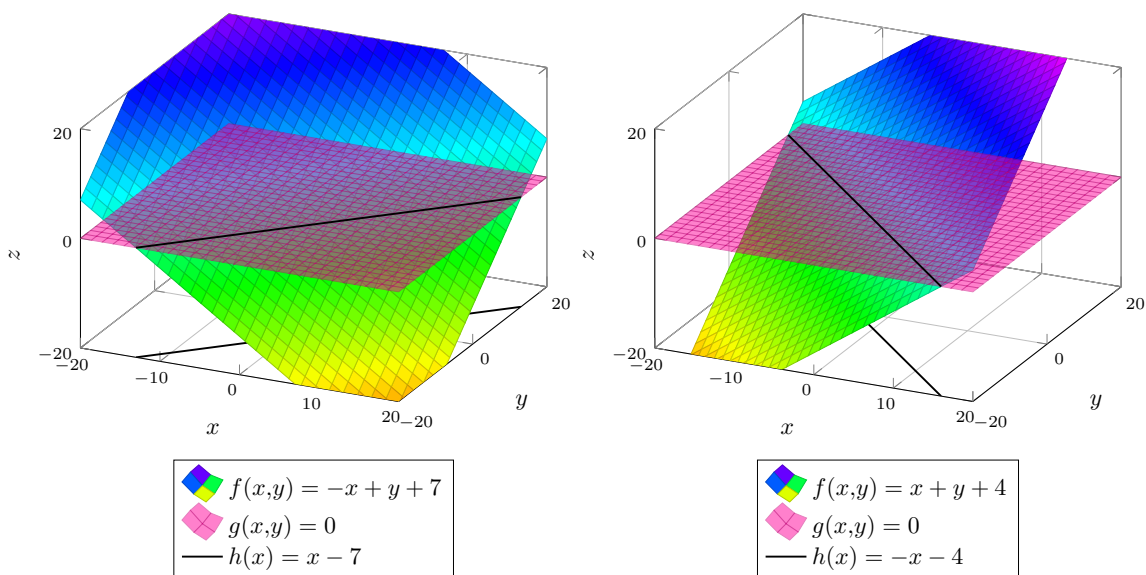 20
0
−20
z
−20
−10
0
10
20
x
−20
0
20
y
f(x,y) = −x + y + 7
g(x,y) = 0
h(x) = x − 7
20
0
−20
z
−20
−10
0
10
20
x
−20
0
20
y
f(x,y) = x + y + 4
g(x,y) = 0
h(x) = −x − 4